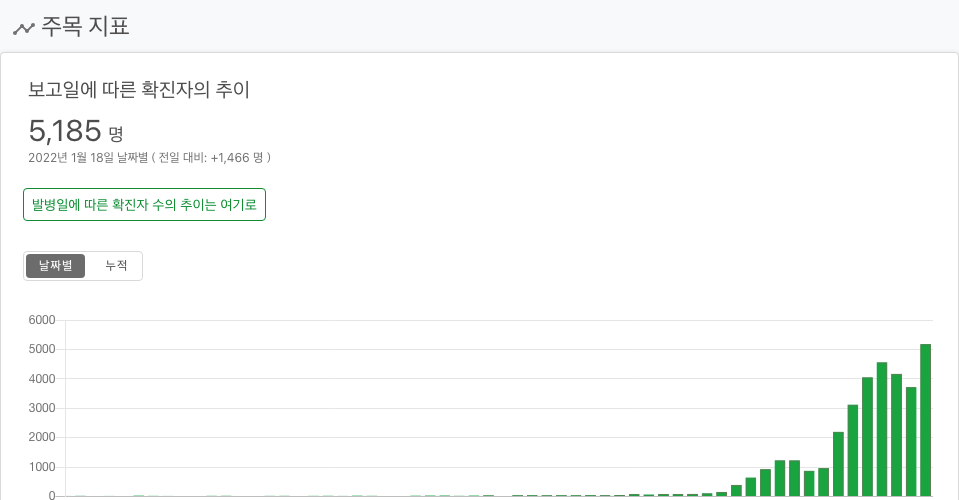 주목 지표
보고일에 따른 확진자의 추이
5,185 명
2022년 1월 18일 날짜별 ( 전일 대비: +1,466 명 )
발병일에 따른 확진자 수의 추이는 여기로
날짜별 누적
6000
5000
4000
3000
2000
1000
0